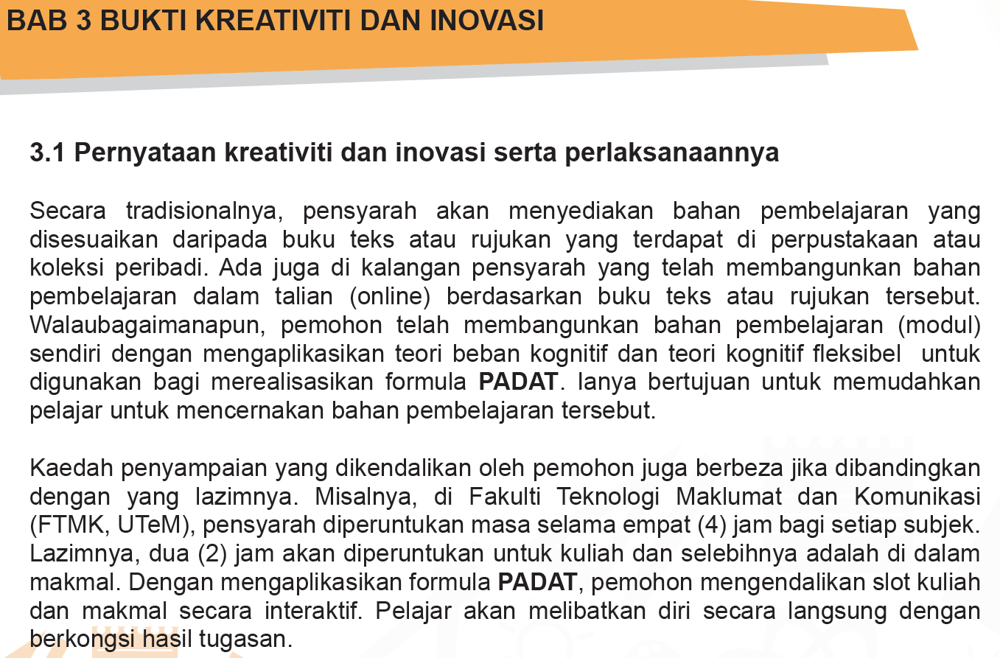 BAB 3 BUKTI KREATIVITI DAN INOVASI
3.1 Pernyataan kreativiti dan inovasi serta perlaksanaannya
Secara tradisionalnya, pensyarah akan menyediakan bahan pembelajaran yang
disesuaikan daripada buku teks atau rujukan yang terdapat di perpustakaan atau
koleksi peribadi. Ada juga di kalangan pensyarah yang telah membangunkan bahan
pembelajaran dalam talian (online) berdasarkan buku teks atau rujukan tersebut.
Walaubagaimanapun, pemohon telah membangunkan bahan pembelajaran (modul)
sendiri dengan mengaplikasikan teori beban kognitif dan teori kognitif fleksibel untuk
digunakan bagi merealisasikan formula PADAT. Ianya bertujuan untuk memudahkan
pelajar untuk mencernakan bahan pembelajaran tersebut.
Kaedah penyampaian yang dikendalikan oleh pemohon juga berbeza jika dibandingkan
dengan yang lazimnya. Misalnya, di Fakulti Teknologi Maklumat dan Komunikasi
(FTMK, UTeM), pensyarah diperuntukan masa selama empat (4) jam bagi setiap subjek.
Lazimnya, dua (2) jam akan diperuntukan untuk kuliah dan selebihnya adalah di dalam
makmal. Dengan mengaplikasikan formula PADAT, pemohon mengendalikan slot kuliah
dan makmal secara interaktif. Pelajar akan melibatkan diri secara langsung dengan
berkongsi hasil tugasan.